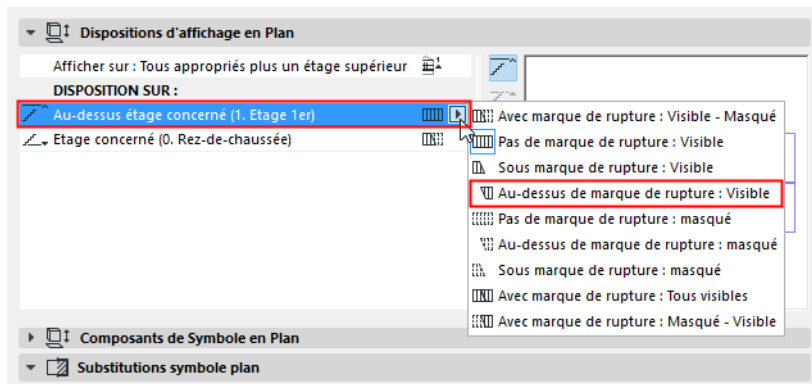 Dispositions d'affichage en Plan
Afficher sur : Tous appropriés plus un étage supérieur
DISPOSITION SUR :
Au-dessus étage concerné (1. Etage 1er)
Etage concerné (0. Rez-de-chaussée)
Avec marque de rupture : Visible - Masqué
Pas de marque de rupture : Visible
Sous marque de rupture : Visible
Au-dessus de marque de rupture : Visible
Pas de marque de rupture : masqué
Au-dessus de marque de rupture : masqué
Sous marque de rupture : masqué
Avec marque de rupture : Tous visibles
Avec marque de rupture : Masqué - Visible
Composants de Symbole en Plan
Substitutions symbole plan